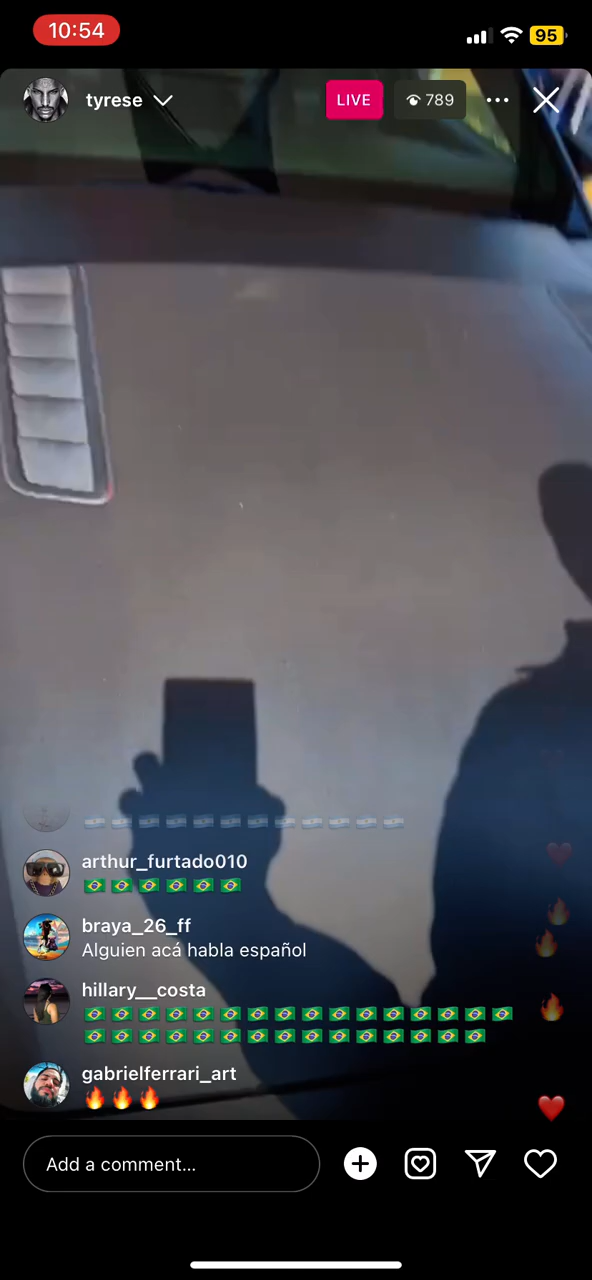 10:54
95
tyrese
LIVE
789
arthur_furtado010
braya_26_ff
Alguien acá habla español
hillary__costa
gabrielferrari_art
Add a comment...